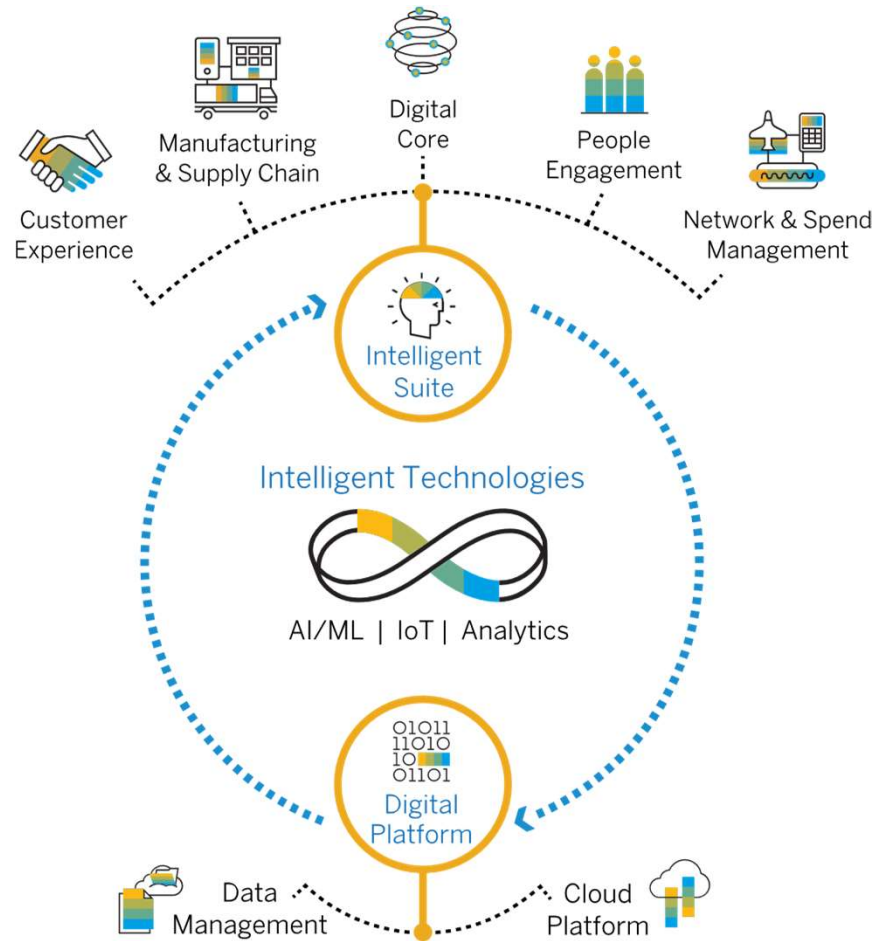 Digital
Core
Manufacturing
& Supply Chain
People
Engagement
Customer
Experience
Network & Spend
Management
Intelligent
Suite
Intelligent Technologies
AI/ML | IoT | Analytics
01011
11010
10
01101
Digital
Platform
Data
Management
Cloud
Platform